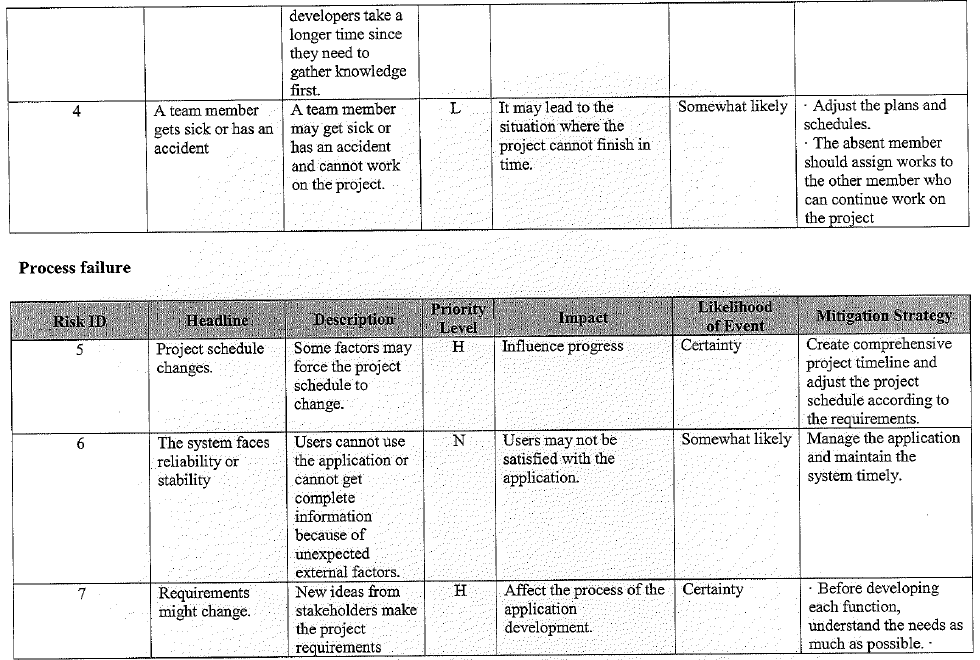 developers take a
longer time since
they need to
gather knowledge
first.
4
A team member
gets sick or has an
accident
A team member
may get sick or
has an accident
and cannot work
on the project.
L
It may lead to the
situation where the
project cannot finish in
time.
Somewhat likely
· Adjust the plans and
schedules.
· The absent member
should assign works to
the other member who
can continue work on
the project
Process failure
Risk ID
Headline
Description
Priority
Level
Impact
Likelihood
of Event
Mitigation Strategy
5
Project schedule
changes.
Some factors may
force the project
schedule to
change.
H
Influence progress
Certainty
Create comprehensive
project timeline and
adjust the project
schedule according to
the requirements.
6
The system faces
reliability or
stability
Users cannot use
the application or
cannot get
complete
information
because of
unexpected
external factors.
N
Users may not be
satisfied with the
application.
Somewhat likely
Manage the application
and maintain the
system timely.
7
Requirements
might change.
New ideas from
stakeholders make
the project
requirements
H
Affect the process of the
application
development.
Certainty
· Before developing
each function,
understand the needs as
much as possible. ·